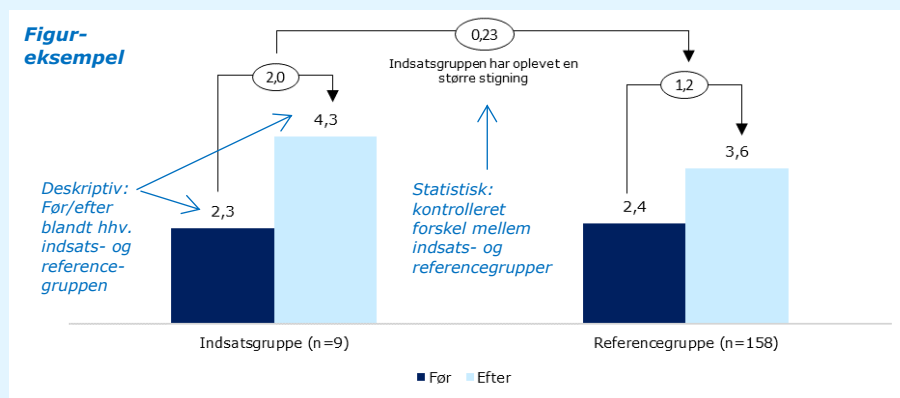 Figur-
eksempel
0,23
Indsatsgruppen har oplevet en
større stigning
2,0
1,2
4,3
3,6
2,3
2,4
Deskriptiv:
Før/efter
blandt hhv.
indsats- og
reference-
gruppen
Statistisk:
kontrolleret
forskel mellem
indsats- og
referencegrupper
Indsatsgruppe (n=9)
Referencegruppe (n=158)
Før
Efter